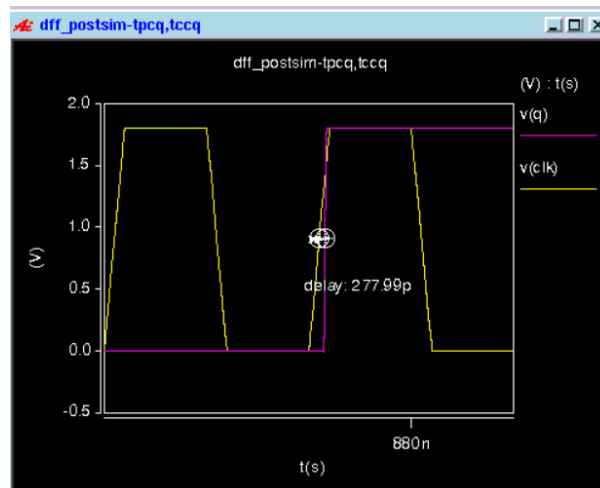 dff_postsim-tpcq,tccq
dff_postsim-tpcq,tccq
(V) : t(s)
v(q)
v(clk)
2.0
1.5
1.0
0.5
0.0
-0.5
(V)
delay: 277.99p
880n
t(s)